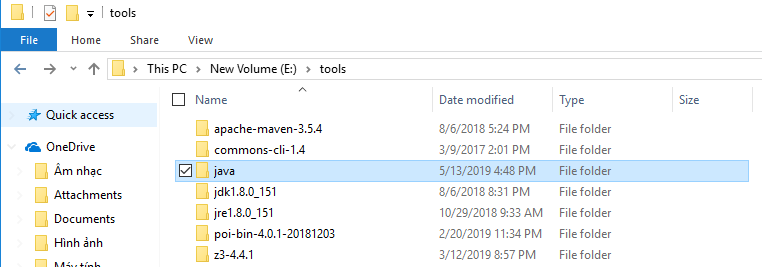 tools
File Home Share View
This PC New Volume (E:) tools
Name Date modified Type Size
Quick access
OneDrive
Âm nhạc
Attachments
Documents
Hình ảnh
Máy tính
apache-maven-3.5.4 8/6/2018 5:24 PM File folder
commons-cli-1.4 3/9/2017 2:01 PM File folder
java 5/13/2019 4:48 PM File folder
jdk1.8.0_151 8/6/2018 8:31 PM File folder
jre1.8.0_151 10/29/2018 9:33 AM File folder
poi-bin-4.0.1-20181203 2/20/2019 11:34 PM File folder
z3-4.4.1 3/12/2019 8:57 PM File folder